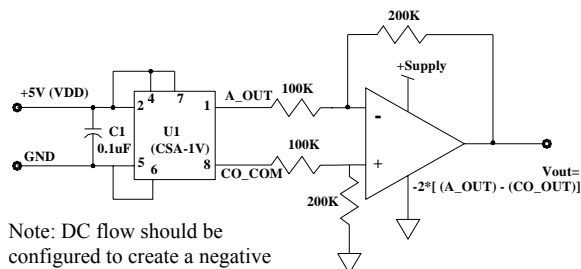 200K
+Supply
+5V (VDD)
4 7
2 1 A_OUT 100K
-
C1
0.1uF
U1
(CSA-1V)
100K
+
GND
5 8
6
CO_COM
Vout=
-2*[ (A_OUT) - (CO_OUT)]
200K
Note: DC flow should be
configured to create a negative